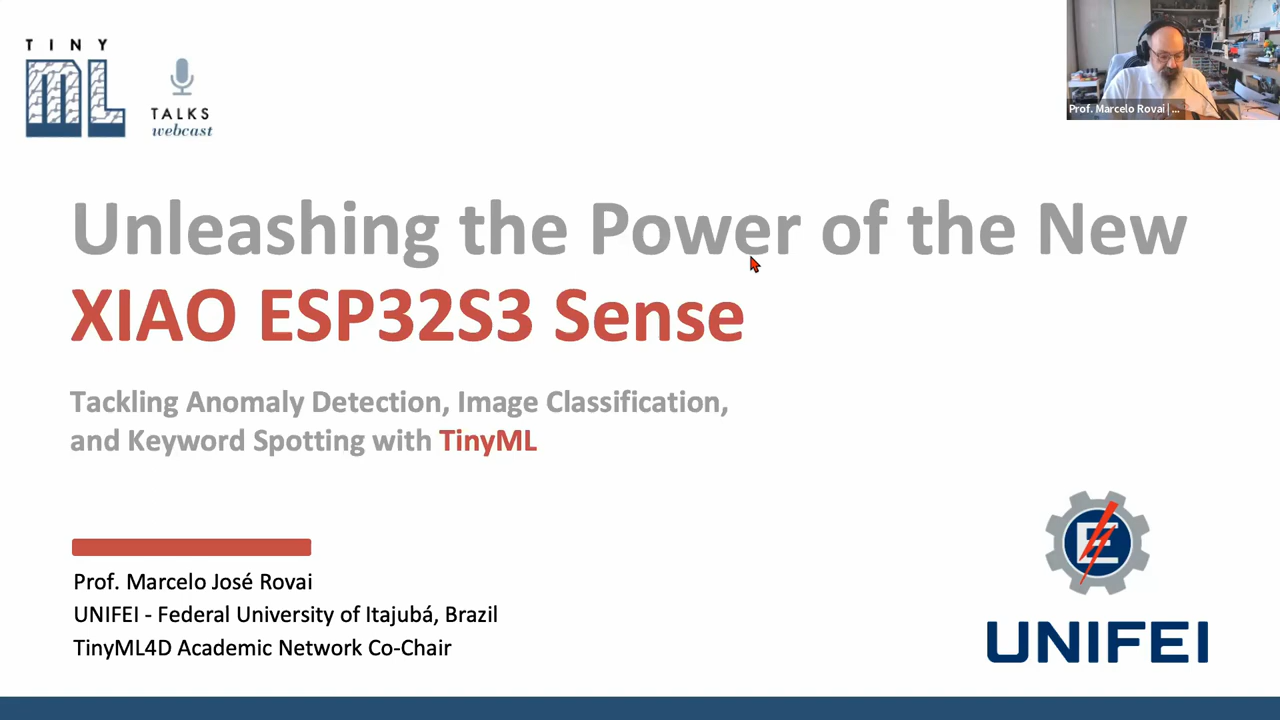 TINY
ML
TALKS
webcast
Prof. Marcelo Rovai | ...
Unleashing the Power of the New
XIAO ESP32S3 Sense
Tackling Anomaly Detection, Image Classification,
and Keyword Spotting with TinyML
Prof. Marcelo José Rovai
UNIFEI - Federal University of Itajubá, Brazil
TinyML4D Academic Network Co-Chair
E
UNIFEI